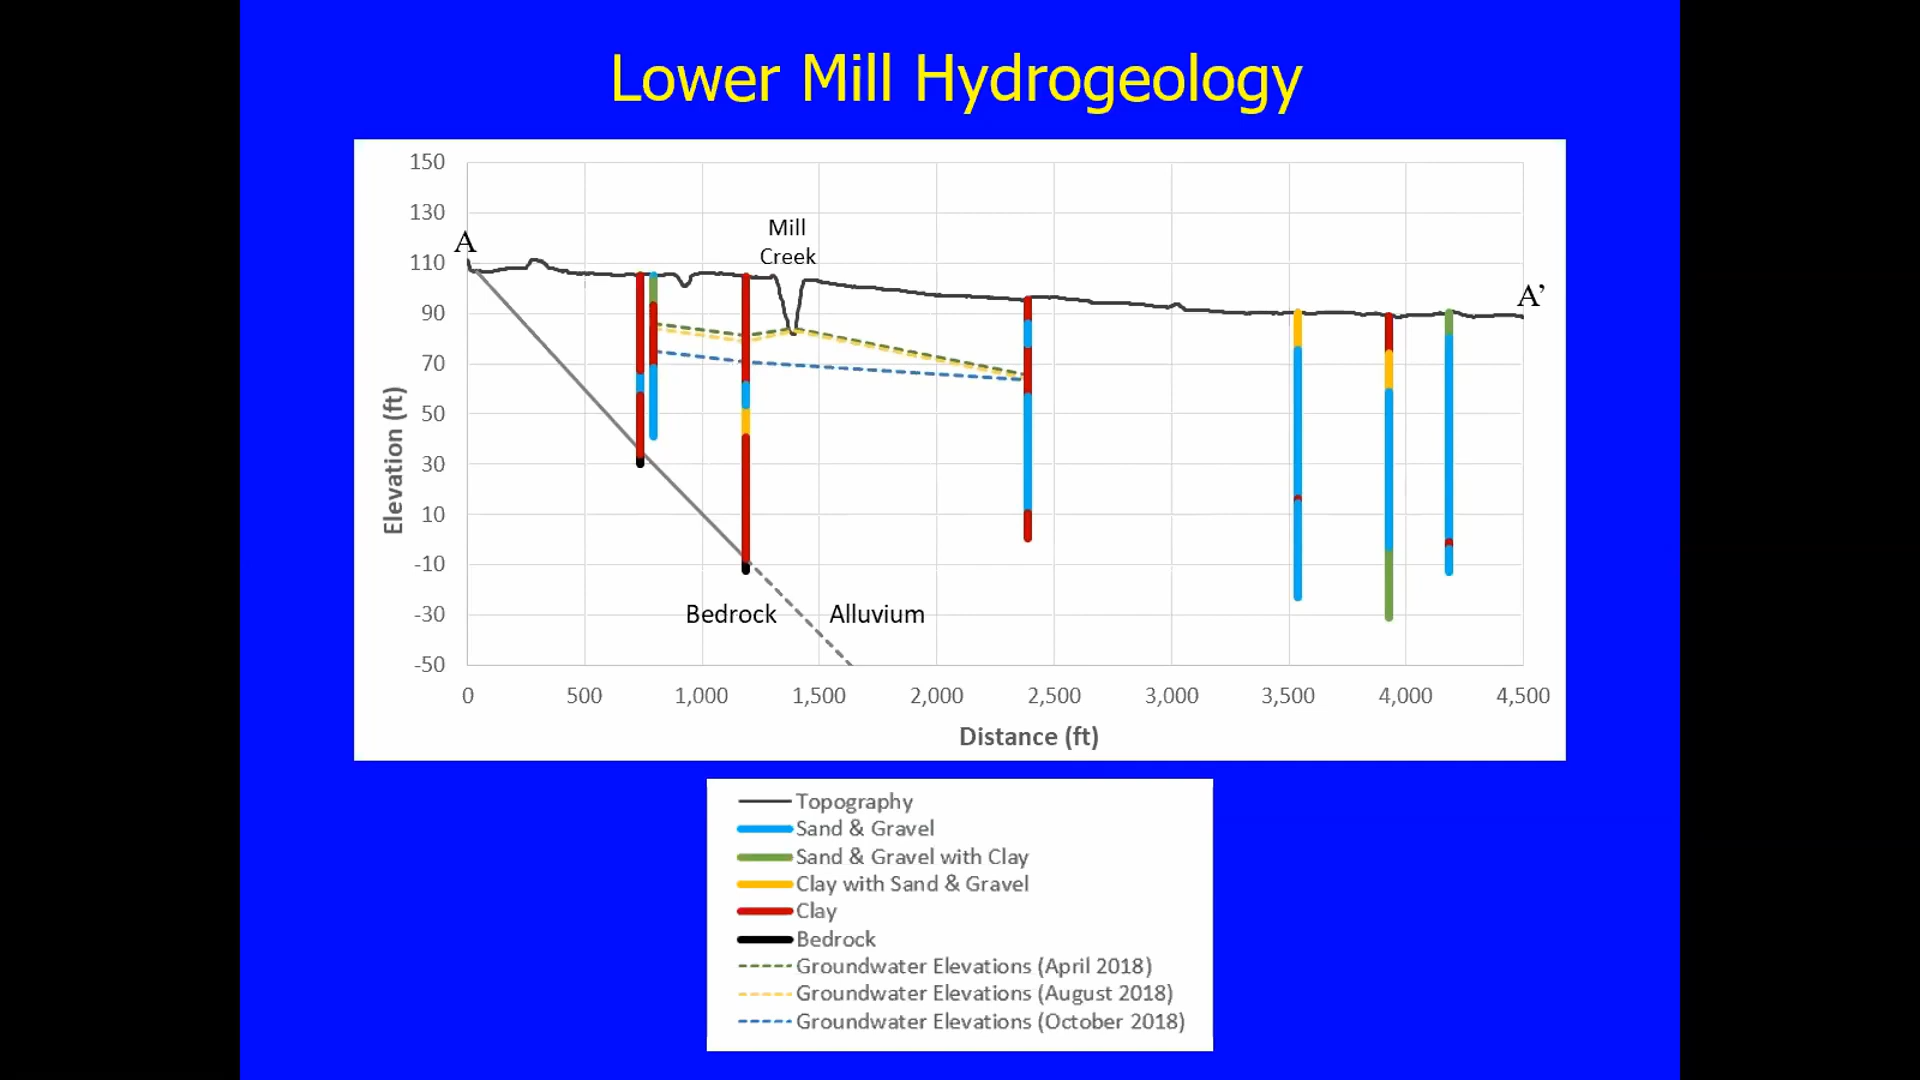 Lower Mill Hydrogeology
150
130
110
90
70
50
30
10
-10
-30
-50
Elevation (ft)
A
Mill
Creek
A’
Bedrock
Alluvium
0 500 1,000 1,500 2,000 2,500 3,000 3,500 4,000 4,500
Distance (ft)
Topography
Sand & Gravel
Sand & Gravel with Clay
Clay with Sand & Gravel
Clay
Bedrock
Groundwater Elevations (April 2018)
Groundwater Elevations (August 2018)
Groundwater Elevations (October 2018)